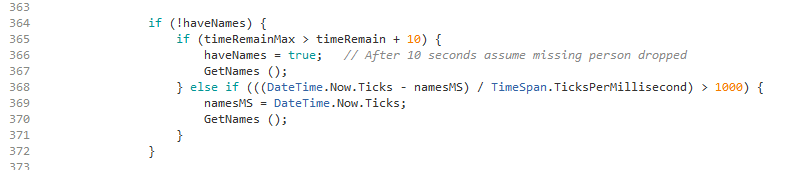 363
364 if (!haveNames) {
365 if (timeRemainMax > timeRemain + 10) {
366 haveNames = true; // After 10 seconds assume missing person dropped
367 GetNames ();
368 } else if (((DateTime.Now.Ticks - namesMS) / TimeSpan.TicksPerMillisecond) > 1000) {
369 namesMS = DateTime.Now.Ticks;
370 GetNames ();
371 }
372 }
373